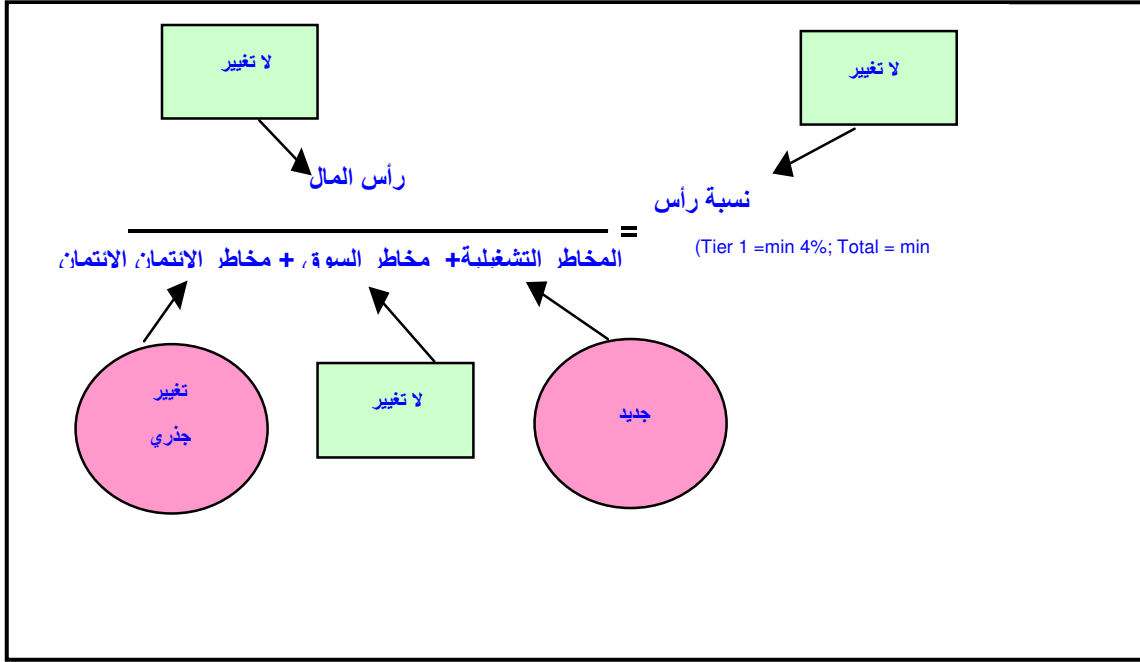 لا تغيير
لا تغيير
رأس المال
نسبة رأس
=
(Tier 1 =min 4%; Total = min
المخاطر التشغيلية+ مخاطر السوق + مخاطر الائتمان الائتمان
تغيير
جذري
لا تغيير
جديد